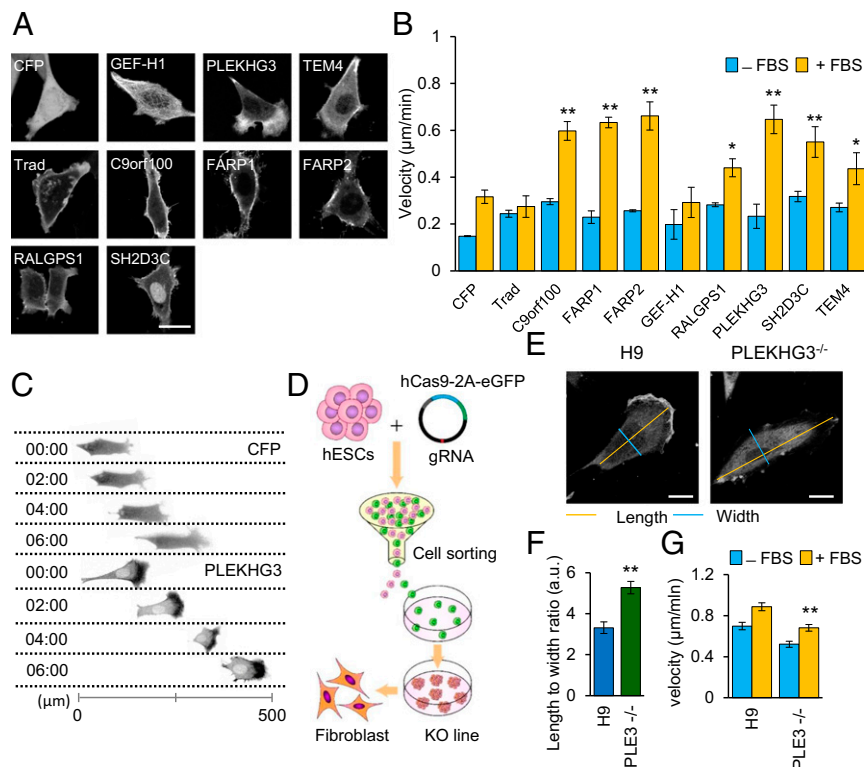 A
CFP
GEF-H1
PLEKHG3
TEM4
Trad
C9orf100
FARP1
FARP2
RALGPS1
SH2D3C
B
– FBS
+ FBS
Velocity (μm/min)
1
0.8
0.6
0.4
0.2
0
**
**
**
*
**
**
*
CFP
Trad
C9orf100
FARP1
FARP2
GEF-H1
RALGPS1
PLEKHG3
SH2D3C
TEM4
C
00:00
CFP
02:00
04:00
06:00
00:00
PLEKHG3
02:00
04:00
06:00
(μm)
0
500
D
hCas9-2A-eGFP
+
hESCs
gRNA
Cell sorting
Fibroblast
KO line
E
H9
PLEKHG3-/-
Length
Width
F
Length to width ratio (a.u.)
6
4
2
0
**
H9
PLE3 -/-
G
– FBS
+ FBS
velocity (μm/mln)
1.2
0.8
0.4
0
**
H9
PLE3 -/-